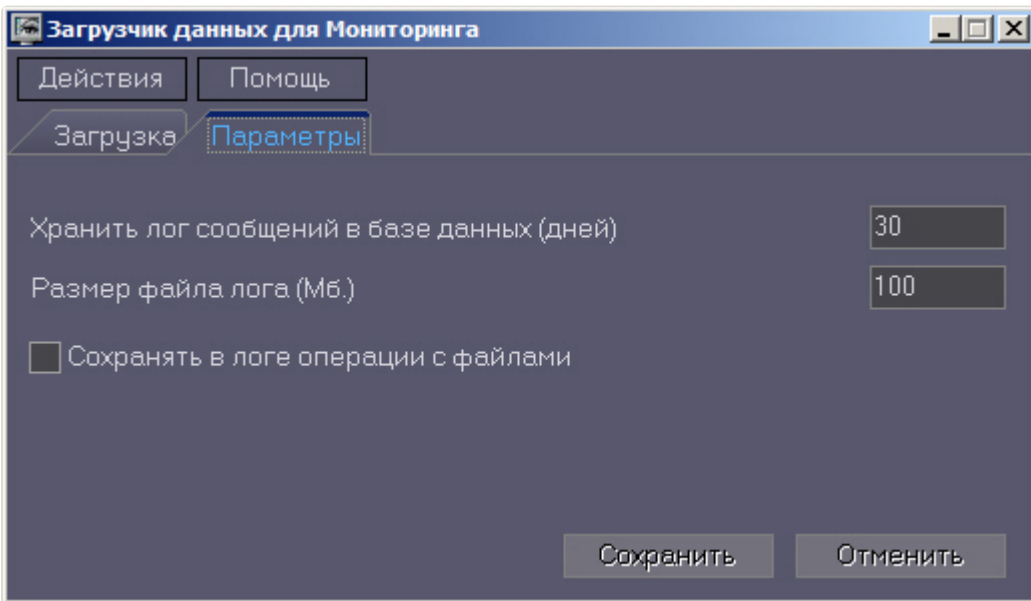 Загрузчик данных для Мониторинга
Действия Помощь
Загрузка Параметры
Хранить лог сообщений в базе данных (дней) 30
Размер файла лога (Мб.) 100
Сохранять в логе операции с файлами
Сохранить Отменить